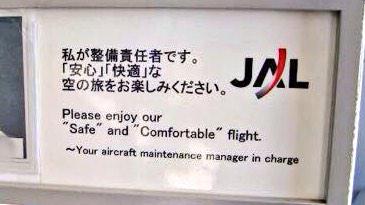 私が整備責任者です。
「安心」「快適」な
空の旅をお楽しみください。
JAL
Please enjoy our
"Safe" and "Comfortable" flight.
～Your aircraft maintenance manager in charge